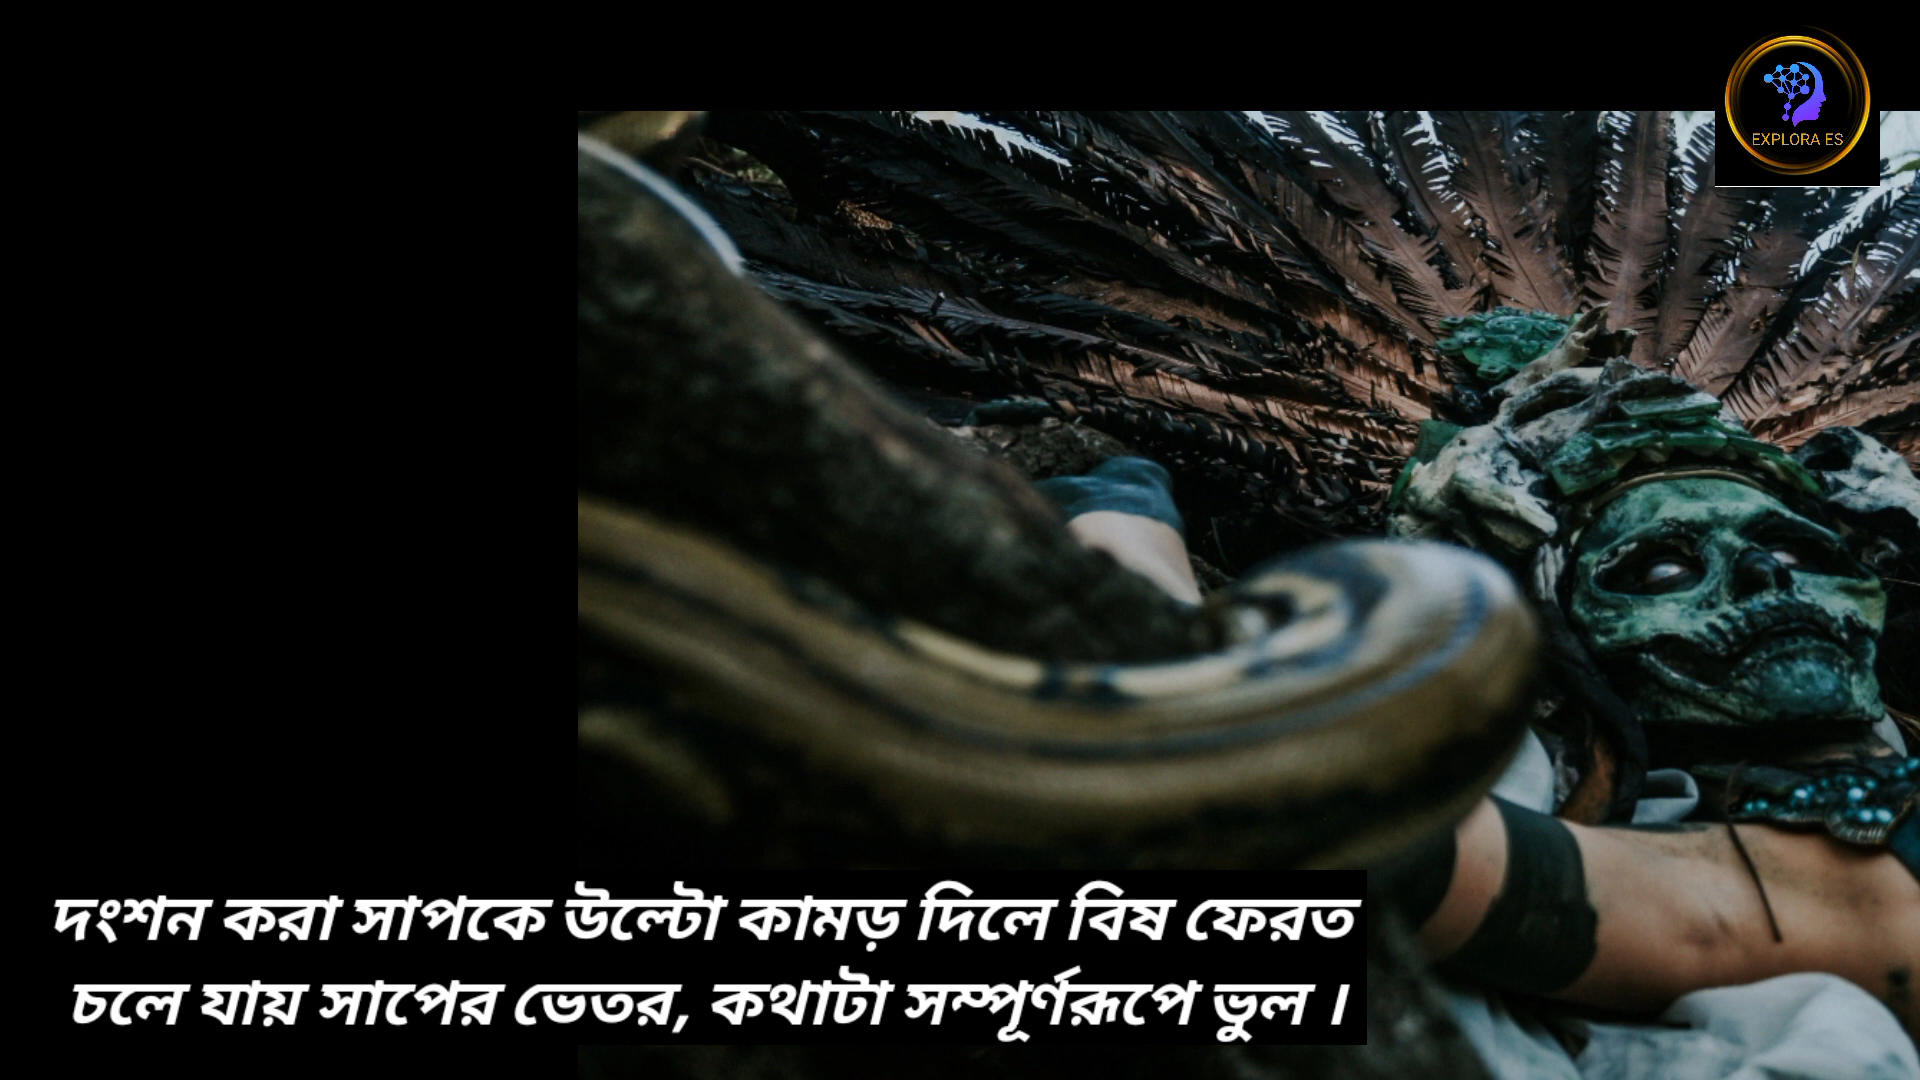 EXPLORA ES
দংশন করা সাপকে উল্টো কামড় দিলে বিষ ফেরত
চলে যায় সাপের ভেতর, কথাটা সম্পূর্ণরূপে ভুল ।